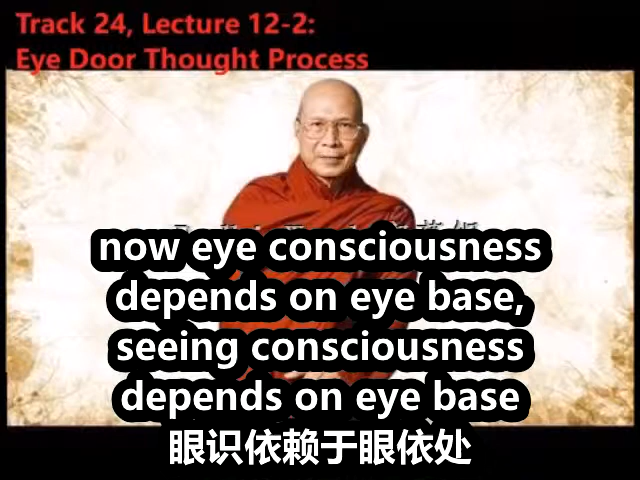 Track 24, Lecture 12-2:
Eye Door Thought Process
now eye consciousness
depends on eye base,
seeing consciousness
depends on eye base
眼识依赖于眼依处